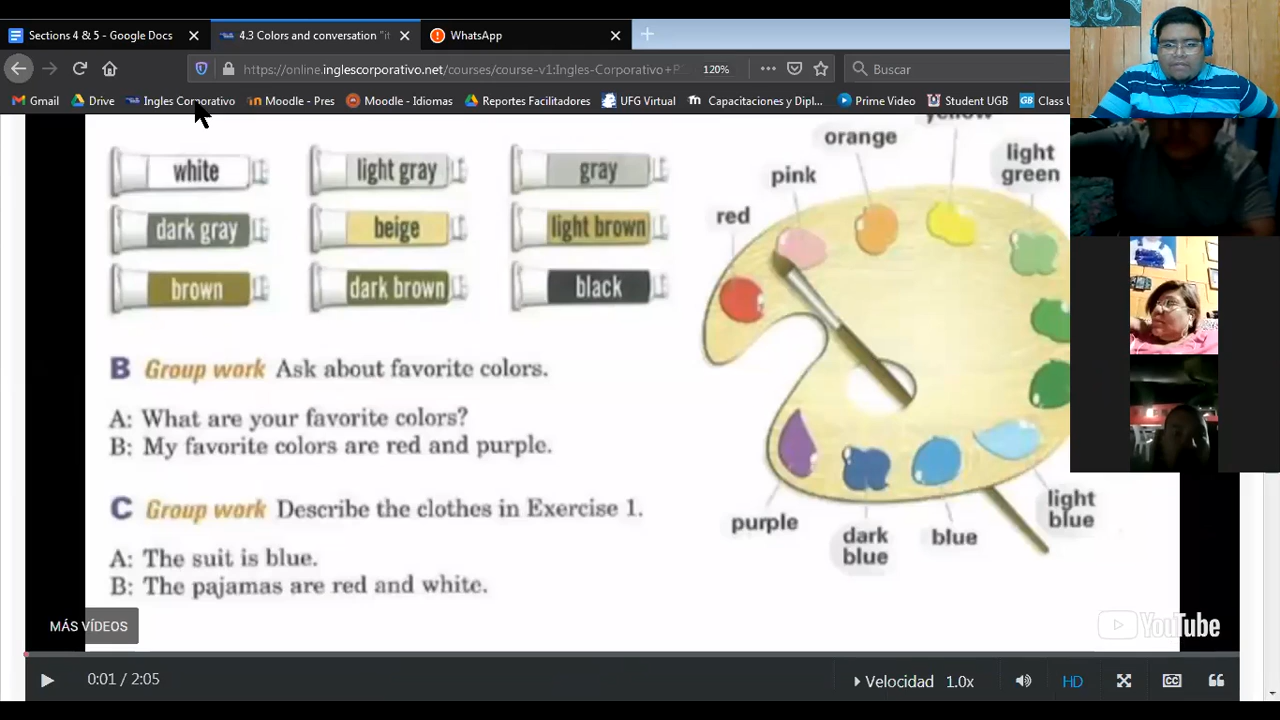 Sections 4 & 5 - Google Docs
4.3 Colors and conversation "it
WhatsApp
https://online.inglescorporativo.net/courses/course-v1:Ingles-Corporativo+P
120%
Buscar
Gmail
Drive
Ingles Corporativo
Moodle - Pres
Moodle - Idiomas
Reportes Facilitadores
UFG Virtual
Capacitaciones y Dipl...
Prime Video
Student UGB
Class
white
light gray
gray
dark gray
beige
light brown
brown
dark brown
black
red
pink
orange
yellow
light
green
purple
dark
blue
blue
light
blue
B Group work Ask about favorite colors.
A: What are your favorite colors?
B: My favorite colors are red and purple.
C Group work Describe the clothes in Exercise 1.
A: The suit is blue.
B: The pajamas are red and white.
MÁS VÍDEOS
YouTube
0:01 / 2:05
Velocidad 1.0x
HD
CC